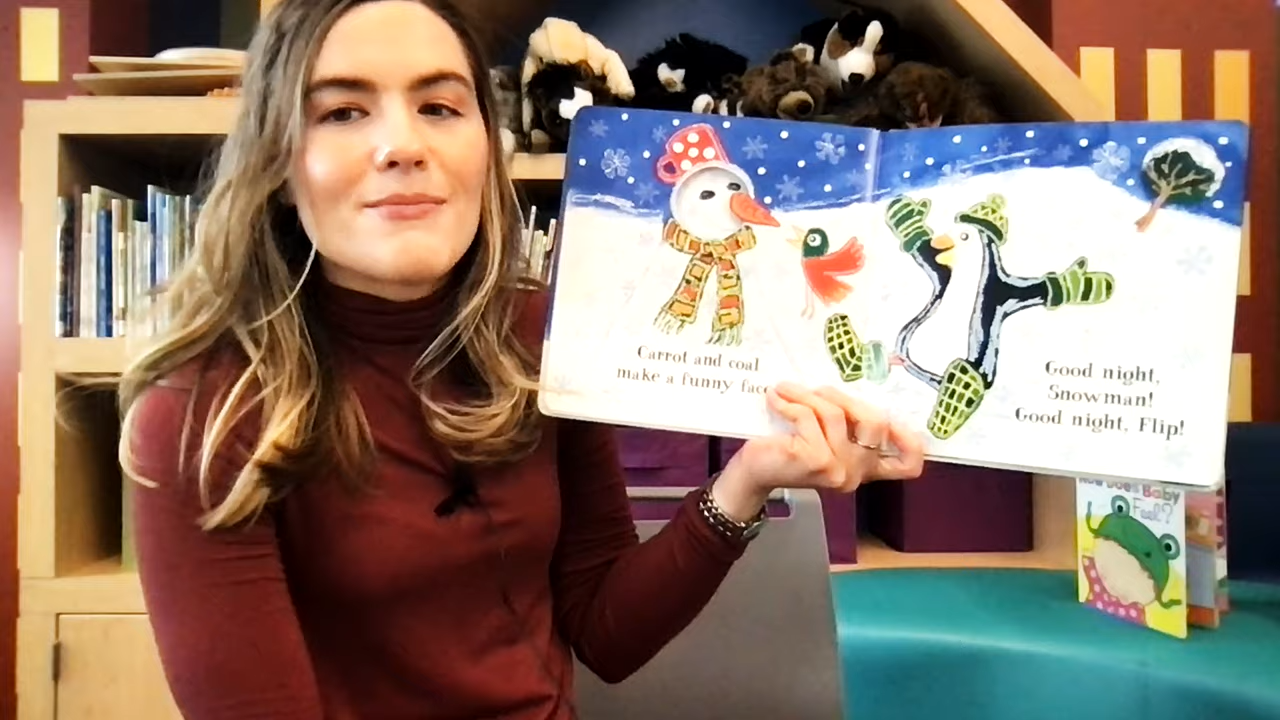 Carrot and coal
make a funny face
Good night,
Snowman!
Good night, Flip!
How Does Baby
Feel?